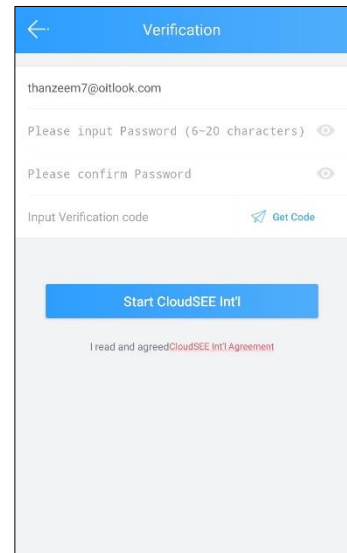 Verification
thanzeem7@oitlook.com
Please input Password (6~20 characters)
Please confirm Password
Input Verification code Get Code
Start CloudSEE Int'l
I read and agreedCloudSEE Int'l Agreement